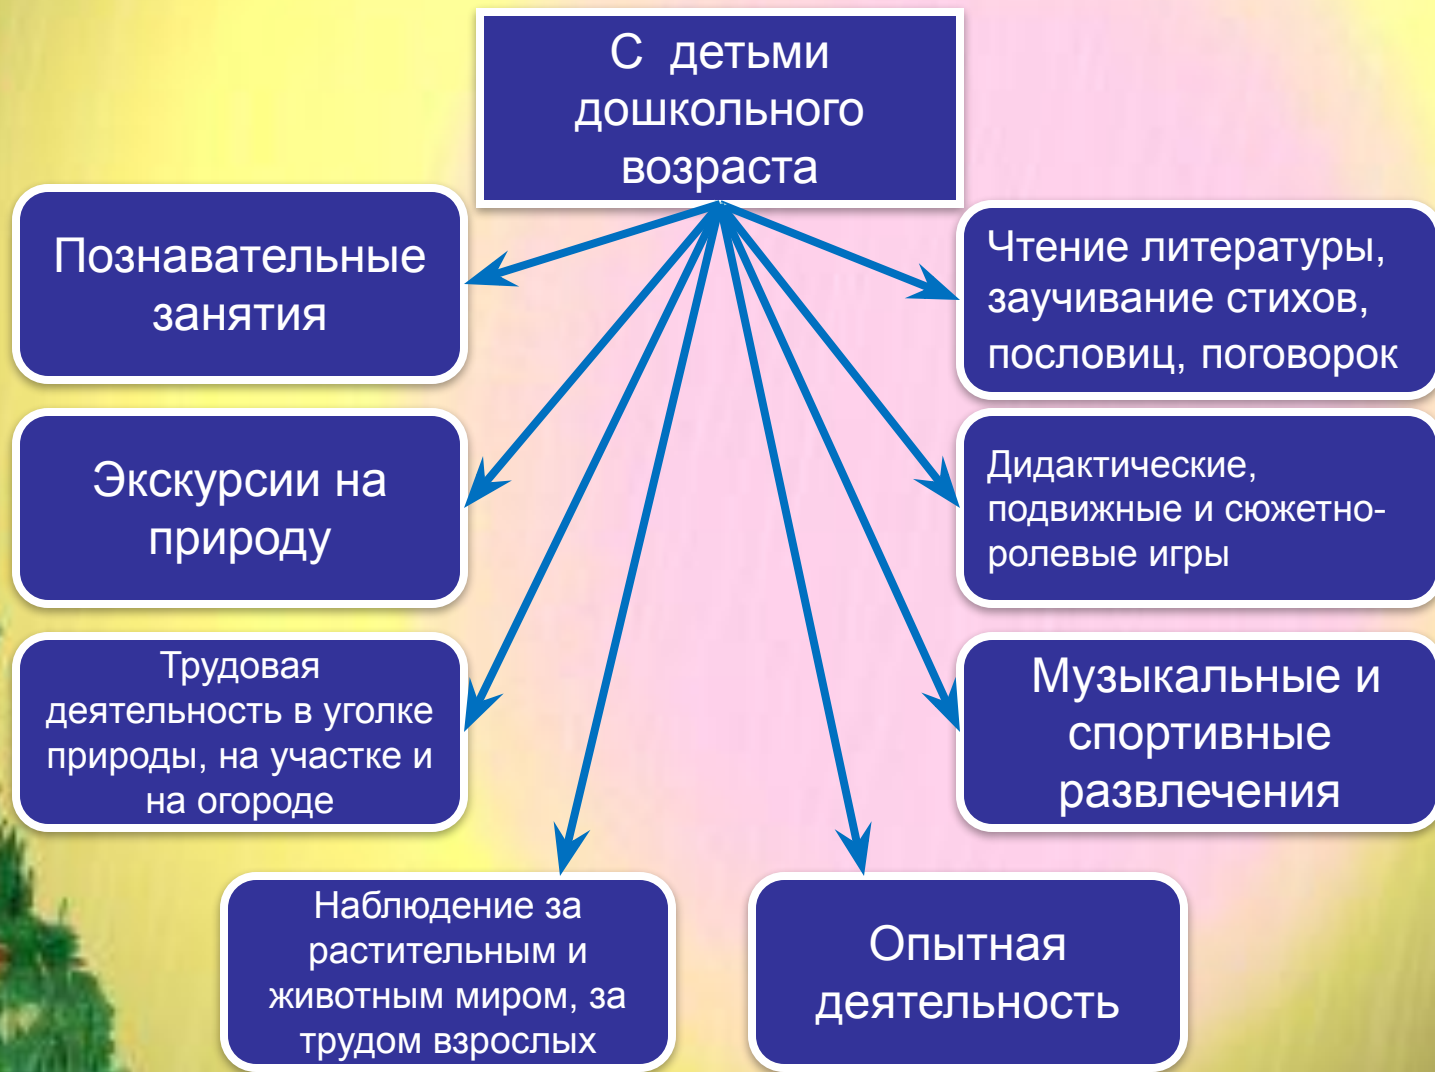 С детьми
дошкольного
возраста
Познавательные
занятия
Чтение литературы,
заучивание стихов,
пословиц, поговорок
Экскурсии на
природу
Дидактические,
подвижные и сюжетно-
ролевые игры
Трудовая
деятельность в уголке
природы, на участке и
на огороде
Музыкальные и
спортивные
развлечения
Наблюдение за
растительным и
животным миром, за
трудом взрослых
Опытная
деятельность